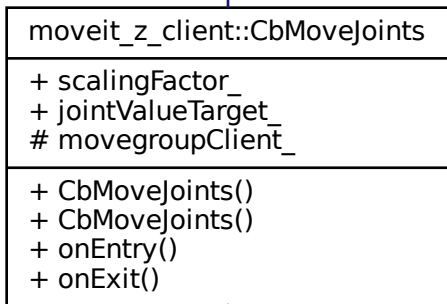 moveit_z_client::CbMoveJoints
+ scalingFactor_
+ jointValueTarget_
# movegroupClient_
+ CbMoveJoints()
+ CbMoveJoints()
+ onEntry()
+ onExit()